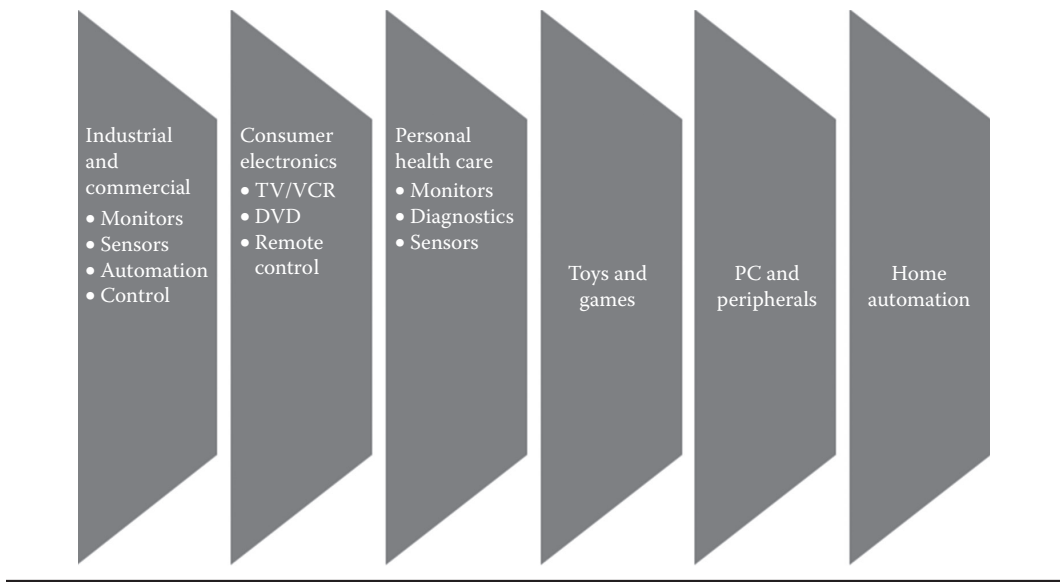 Industrial
and
commercial
• Monitors
• Sensors
• Automation
• Control
Consumer
electronics
• TV/VCR
• DVD
• Remote
control
Personal
health care
• Monitors
• Diagnostics
• Sensors
Toys and
games
PC and
peripherals
Home
automation